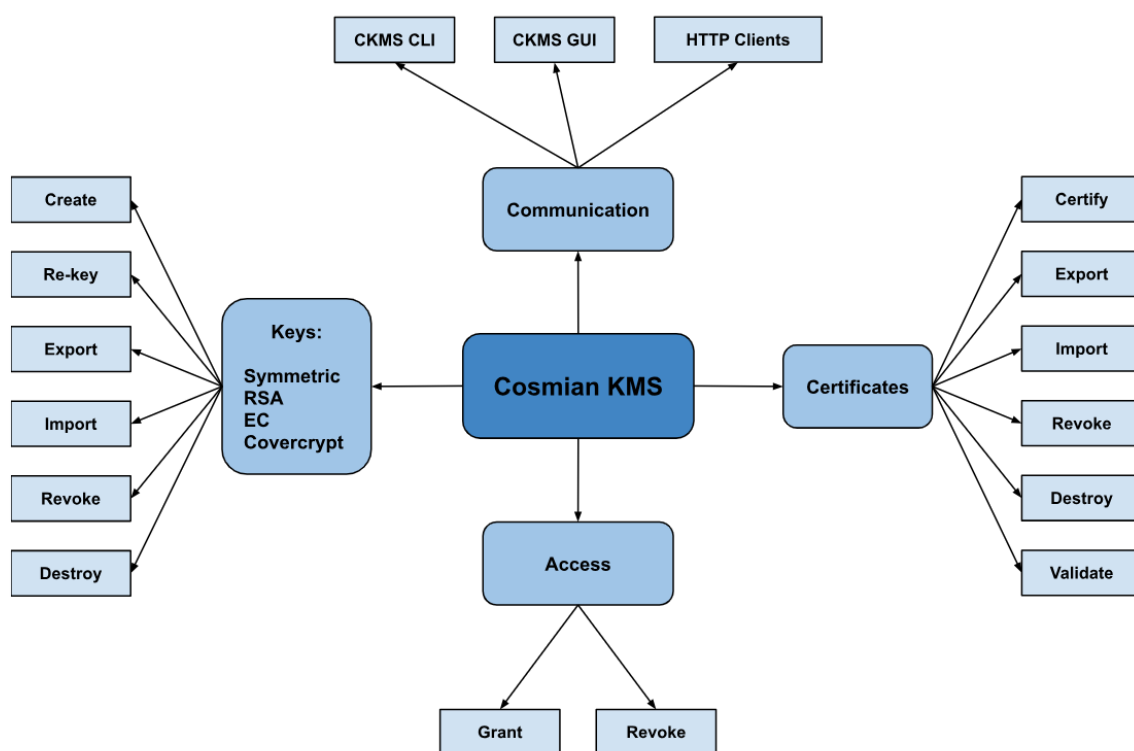 CKMS CLI
CKMS GUI
HTTP Clients
Communication
Create
Re-key
Export
Import
Revoke
Destroy
Keys:
Symmetric
RSA
EC
Covercrypt
Cosmian KMS
Certificates
Certify
Export
Import
Revoke
Destroy
Validate
Access
Grant
Revoke